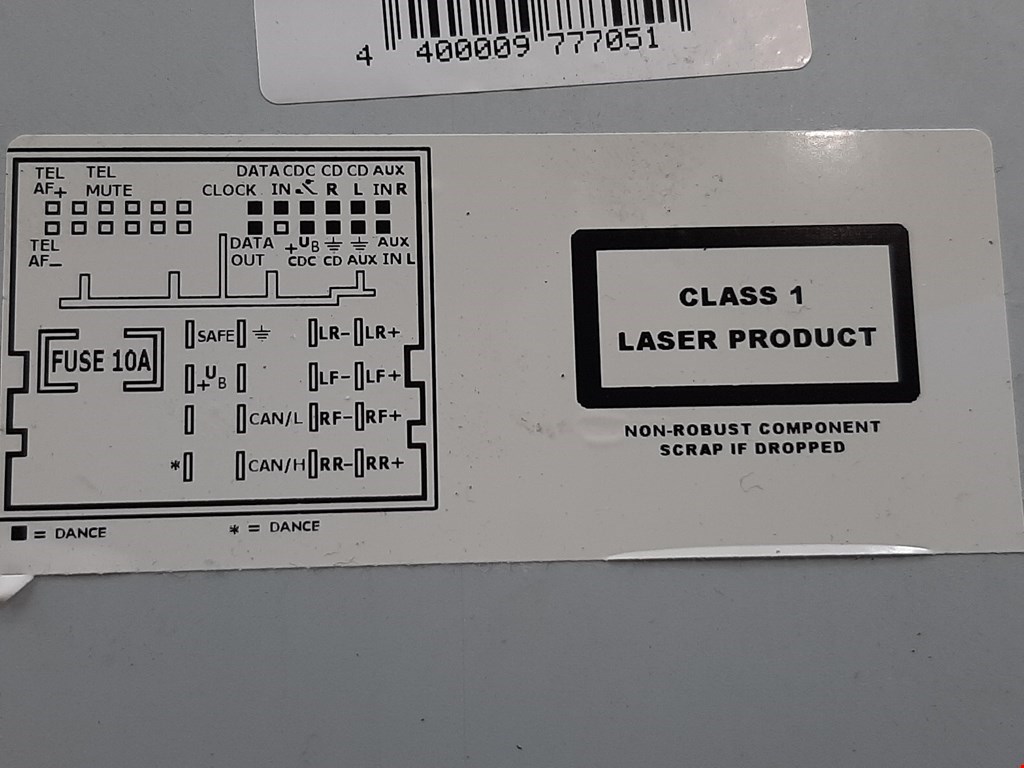 4 400009 777051
TEL TEL DATA CDC CD CD AUX
AF+ MUTE CLOCK IN R L IN R
TEL DATA +UB AUX
AF− OUT CDC CD AUX IN L
FUSE 10A
SAFE LR− LR+
+UB LF− LF+
CAN/L RF− RF+
* CAN/H RR− RR+
■ = DANCE * = DANCE
CLASS 1
LASER PRODUCT
NON-ROBUST COMPONENT
SCRAP IF DROPPED